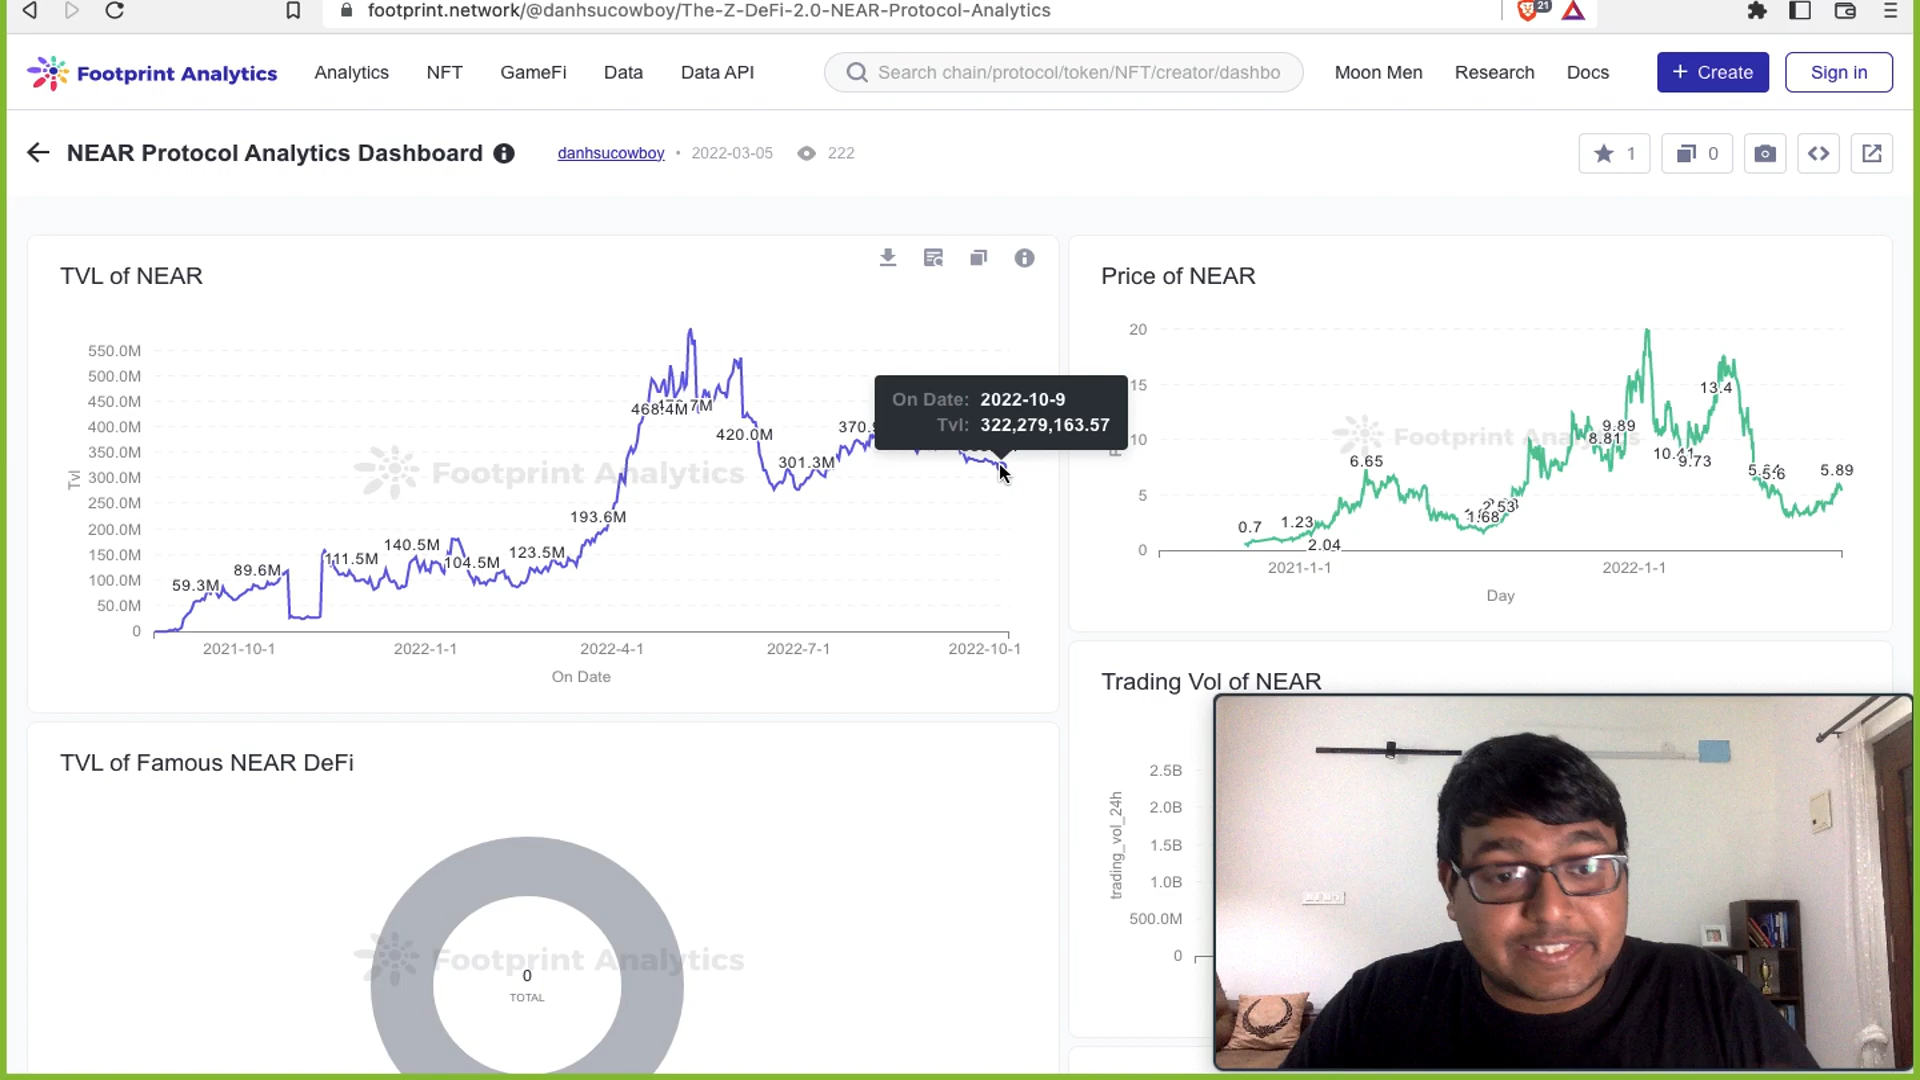 footprint.network/@danhsucowboy/The-Z-DeFi-2.0-NEAR-Protocol-Analytics
21
Footprint Analytics
Analytics
NFT
GameFi
Data
Data API
Search chain/protocol/token/NFT/creator/dashbo
Moon Men
Research
Docs
+ Create
Sign in
NEAR Protocol Analytics Dashboard
danhsucowboy • 2022-03-05 222
1
0
TVL of NEAR
550.0M
500.0M
450.0M
400.0M
350.0M
300.0M
250.0M
200.0M
150.0M
100.0M
50.0M
0
Tvl
59.3M
89.6M
111.5M
140.5M
104.5M
123.5M
193.6M
468.4M
420.0M
301.3M
On Date: 2022-10-9
Tvl: 322,279,163.57
Footprint Analytics
2021-10-1
2022-1-1
2022-4-1
2022-7-1
2022-10-1
On Date
Price of NEAR
20
15
10
5
0
0.7
1.23
2.04
6.65
1.68
2.53
8.81
9.89
10.41
9.73
13.4
5.89
2021-1-1
2022-1-1
Day
TVL of Famous NEAR DeFi
Footprint Analytics
0
TOTAL
Trading Vol of NEAR
2.5B
2.0B
1.5B
1.0B
500.0M
0
trading_vol_24h